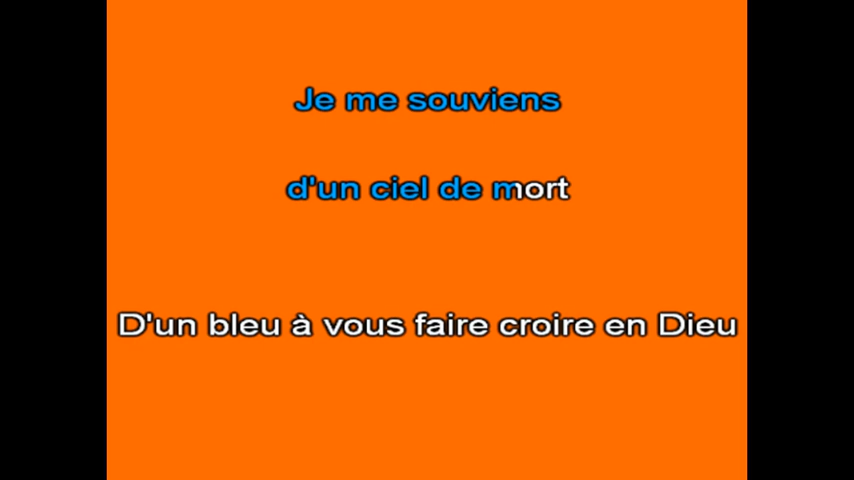 Je me souviens
d'un ciel de mort
D'un bleu à vous faire croire en Dieu